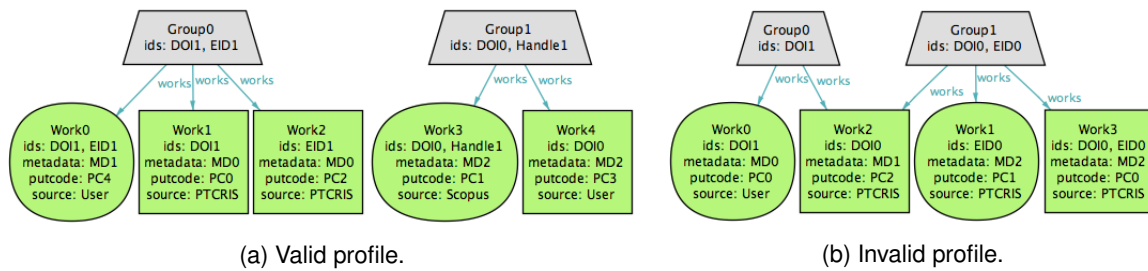 Group0
ids: DOI1, EID1
works
works
works
Work0
ids: DOI1, EID1
metadata: MD1
putcode: PC4
source: User
Work1
ids: DOI1
metadata: MD0
putcode: PC0
source: PTCRIS
Work2
ids: EID1
metadata: MD0
putcode: PC2
source: PTCRIS
Group1
ids: DOI0, Handle1
works
works
Work3
ids: DOI0, Handle1
metadata: MD2
putcode: PC1
source: Scopus
Work4
ids: DOI0
metadata: MD2
putcode: PC3
source: User
(a) Valid profile.
Group0
ids: DOI1
works
works
Work0
ids: DOI1
metadata: MD0
putcode: PC0
source: User
Work2
ids: DOI0
metadata: MD1
putcode: PC2
source: PTCRIS
Group1
ids: DOI0, EID0
works
works
works
Work1
ids: EID0
metadata: MD2
putcode: PC1
source: PTCRIS
Work3
ids: DOI0, EID0
metadata: MD2
putcode: PC0
source: PTCRIS
(b) Invalid profile.